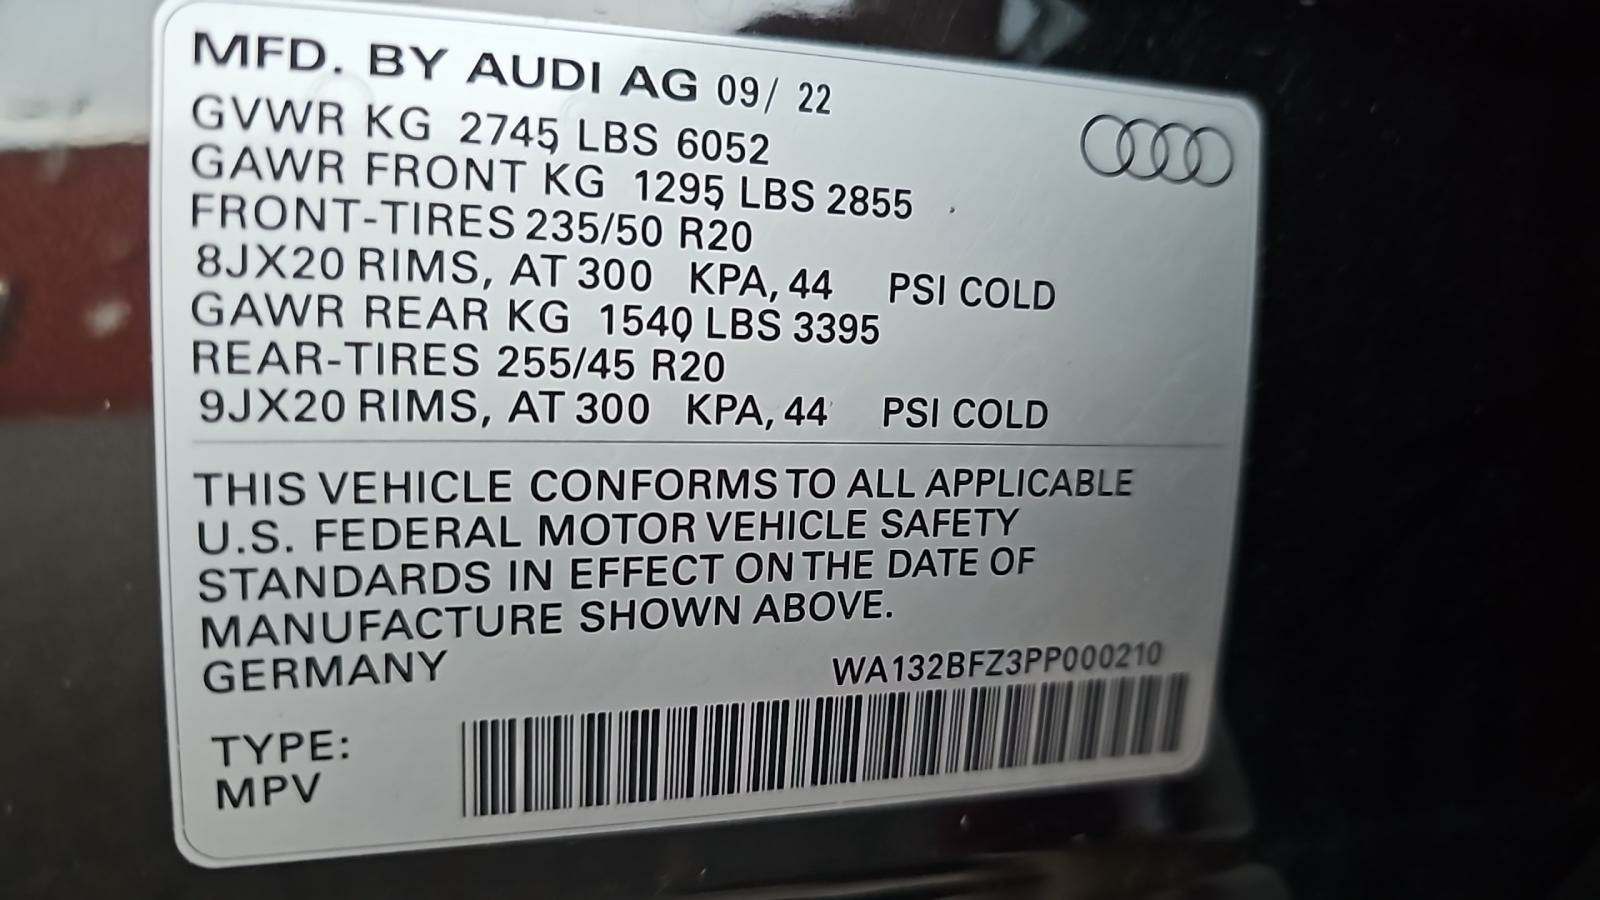 MFD. BY AUDI AG 09/ 22
GVWR KG 2745, LBS 6052
GAWR FRONT KG 1295, LBS 2855
FRONT-TIRES 235/50 R20
8JX20 RIMS, AT 300 KPA, 44 PSI COLD
GAWR REAR KG 1540, LBS 3395
REAR-TIRES 255/45 R20
9JX20 RIMS, AT 300 KPA, 44 PSI COLD
THIS VEHICLE CONFORMS TO ALL APPLICABLE
U.S. FEDERAL MOTOR VEHICLE SAFETY
STANDARDS IN EFFECT ON THE DATE OF
MANUFACTURE SHOWN ABOVE.
GERMANY WA132BFZ3PP000210
TYPE:
MPV